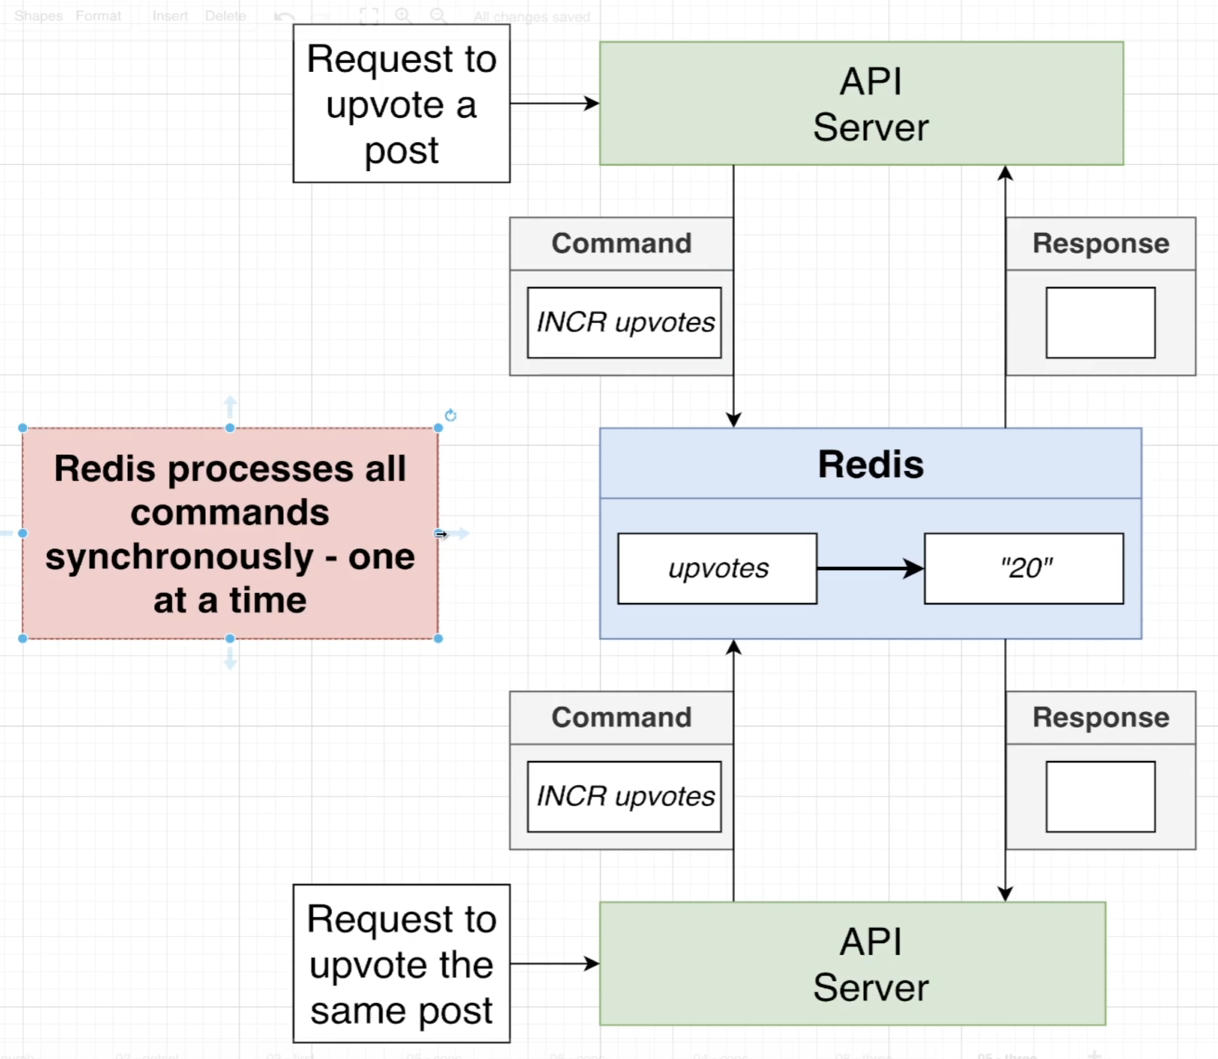 Shapes Format Insert Delete All changes saved
Request to
upvote a
post
API
Server
Command
INCR upvotes
Response
Redis processes all
commands
synchronously - one
at a time
Redis
upvotes
"20"
Command
INCR upvotes
Response
Request to
upvote the
same post
API
Server